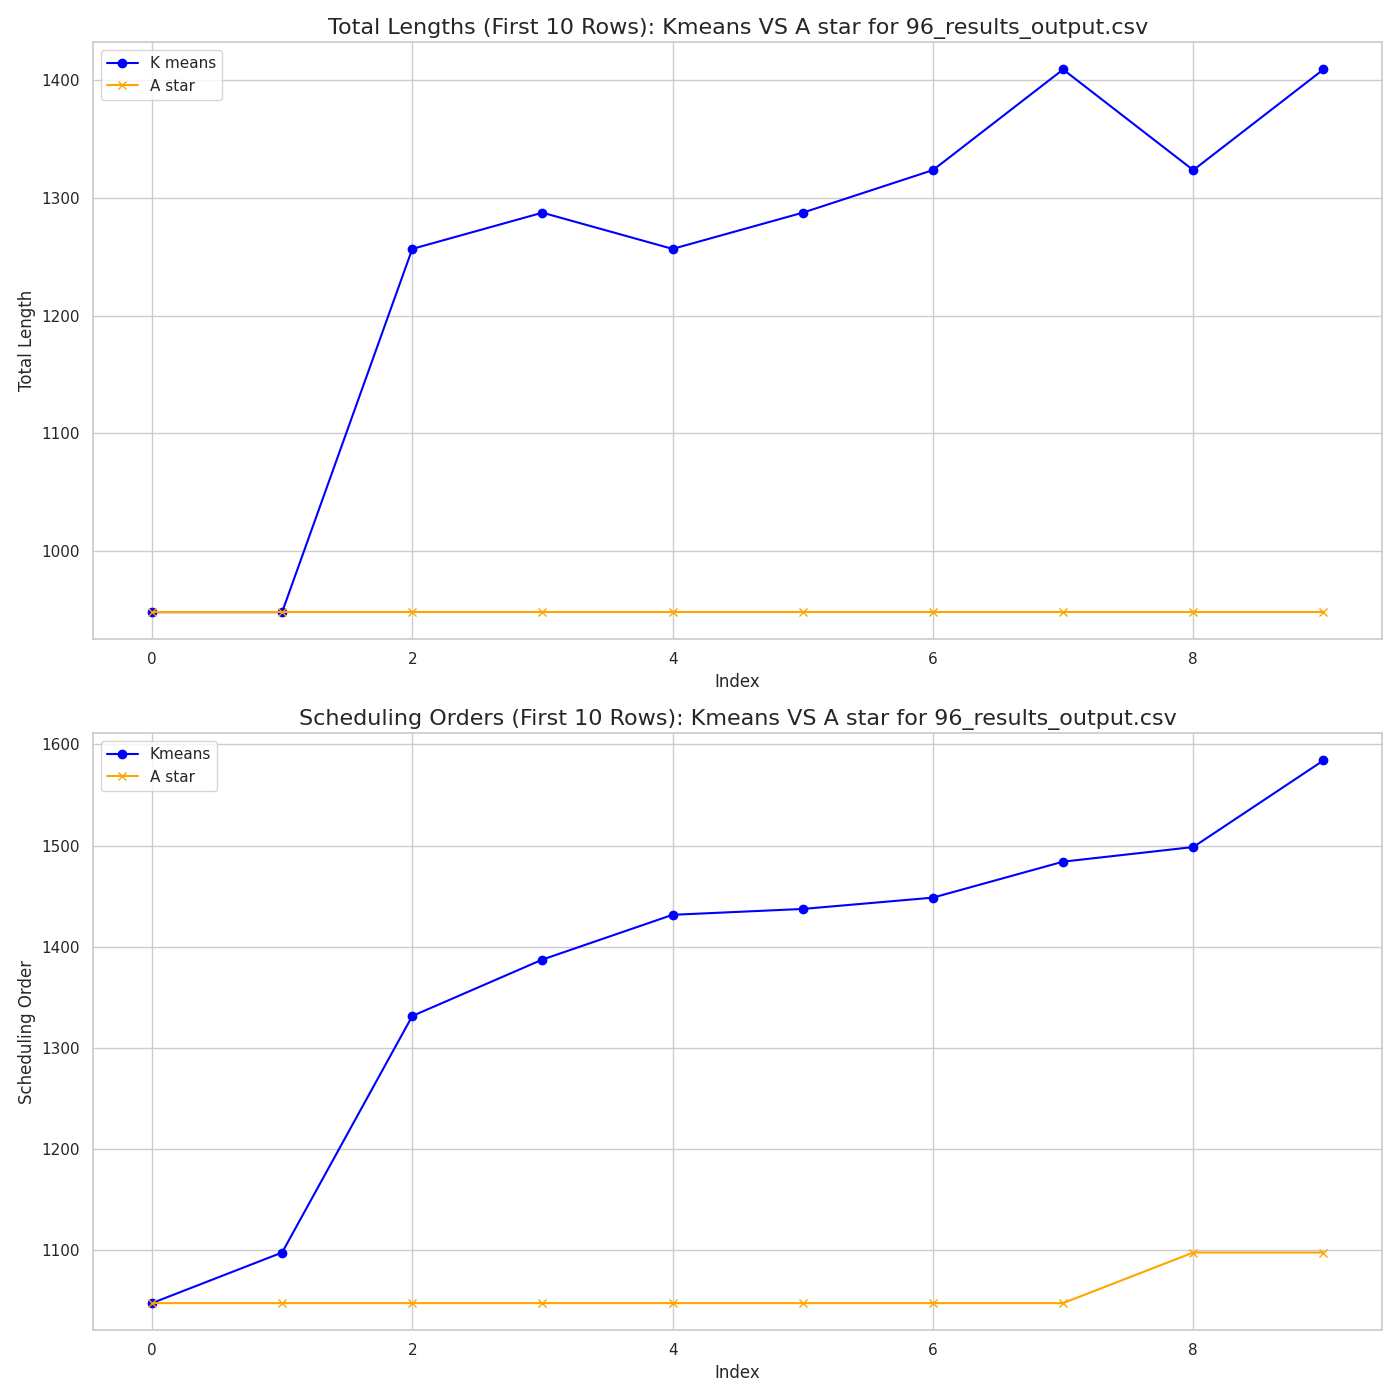 Total Lengths (First 10 Rows): Kmeans VS A star for 96_results_output.csv
K means
A star
1400
1300
1200
1100
1000
Total Length
0 2 4 6 8
Index
Scheduling Orders (First 10 Rows): Kmeans VS A star for 96_results_output.csv
Kmeans
A star
1600
1500
1400
1300
1200
1100
Scheduling Order
0 2 4 6 8
Index